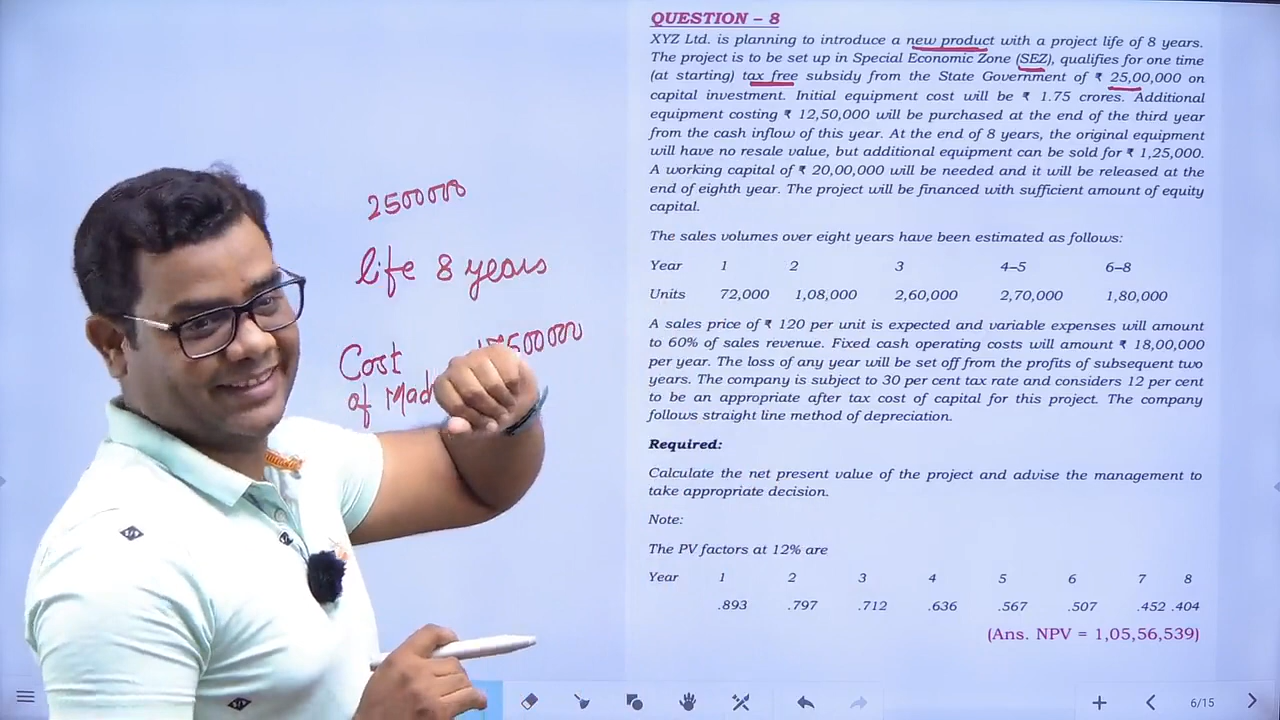 QUESTION – 8
XYZ Ltd. is planning to introduce a new product with a project life of 8 years.
The project is to be set up in Special Economic Zone (SEZ), qualifies for one time
(at starting) tax free subsidy from the State Government of ₹ 25,00,000 on
capital investment. Initial equipment cost will be ₹ 1.75 crores. Additional
equipment costing ₹ 12,50,000 will be purchased at the end of the third year
from the cash inflow of this year. At the end of 8 years, the original equipment
will have no resale value, but additional equipment can be sold for ₹ 1,25,000.
A working capital of ₹ 20,00,000 will be needed and it will be released at the
end of eighth year. The project will be financed with sufficient amount of equity
capital.
The sales volumes over eight years have been estimated as follows:
Year 1 2 3 4–5 6–8
Units 72,000 1,08,000 2,60,000 2,70,000 1,80,000
A sales price of ₹ 120 per unit is expected and variable expenses will amount
to 60% of sales revenue. Fixed cash operating costs will amount ₹ 18,00,000
per year. The loss of any year will be set off from the profits of subsequent two
years. The company is subject to 30 per cent tax rate and considers 12 per cent
to be an appropriate after tax cost of capital for this project. The company
follows straight line method of depreciation.
Required:
Calculate the net present value of the project and advise the management to
take appropriate decision.
Note:
The PV factors at 12% are
Year 1 2 3 4 5 6 7 8
.893 .797 .712 .636 .567 .507 .452 .404
(Ans. NPV = 1,05,56,539)
2500000
life 8 years
Cost
of
6/15